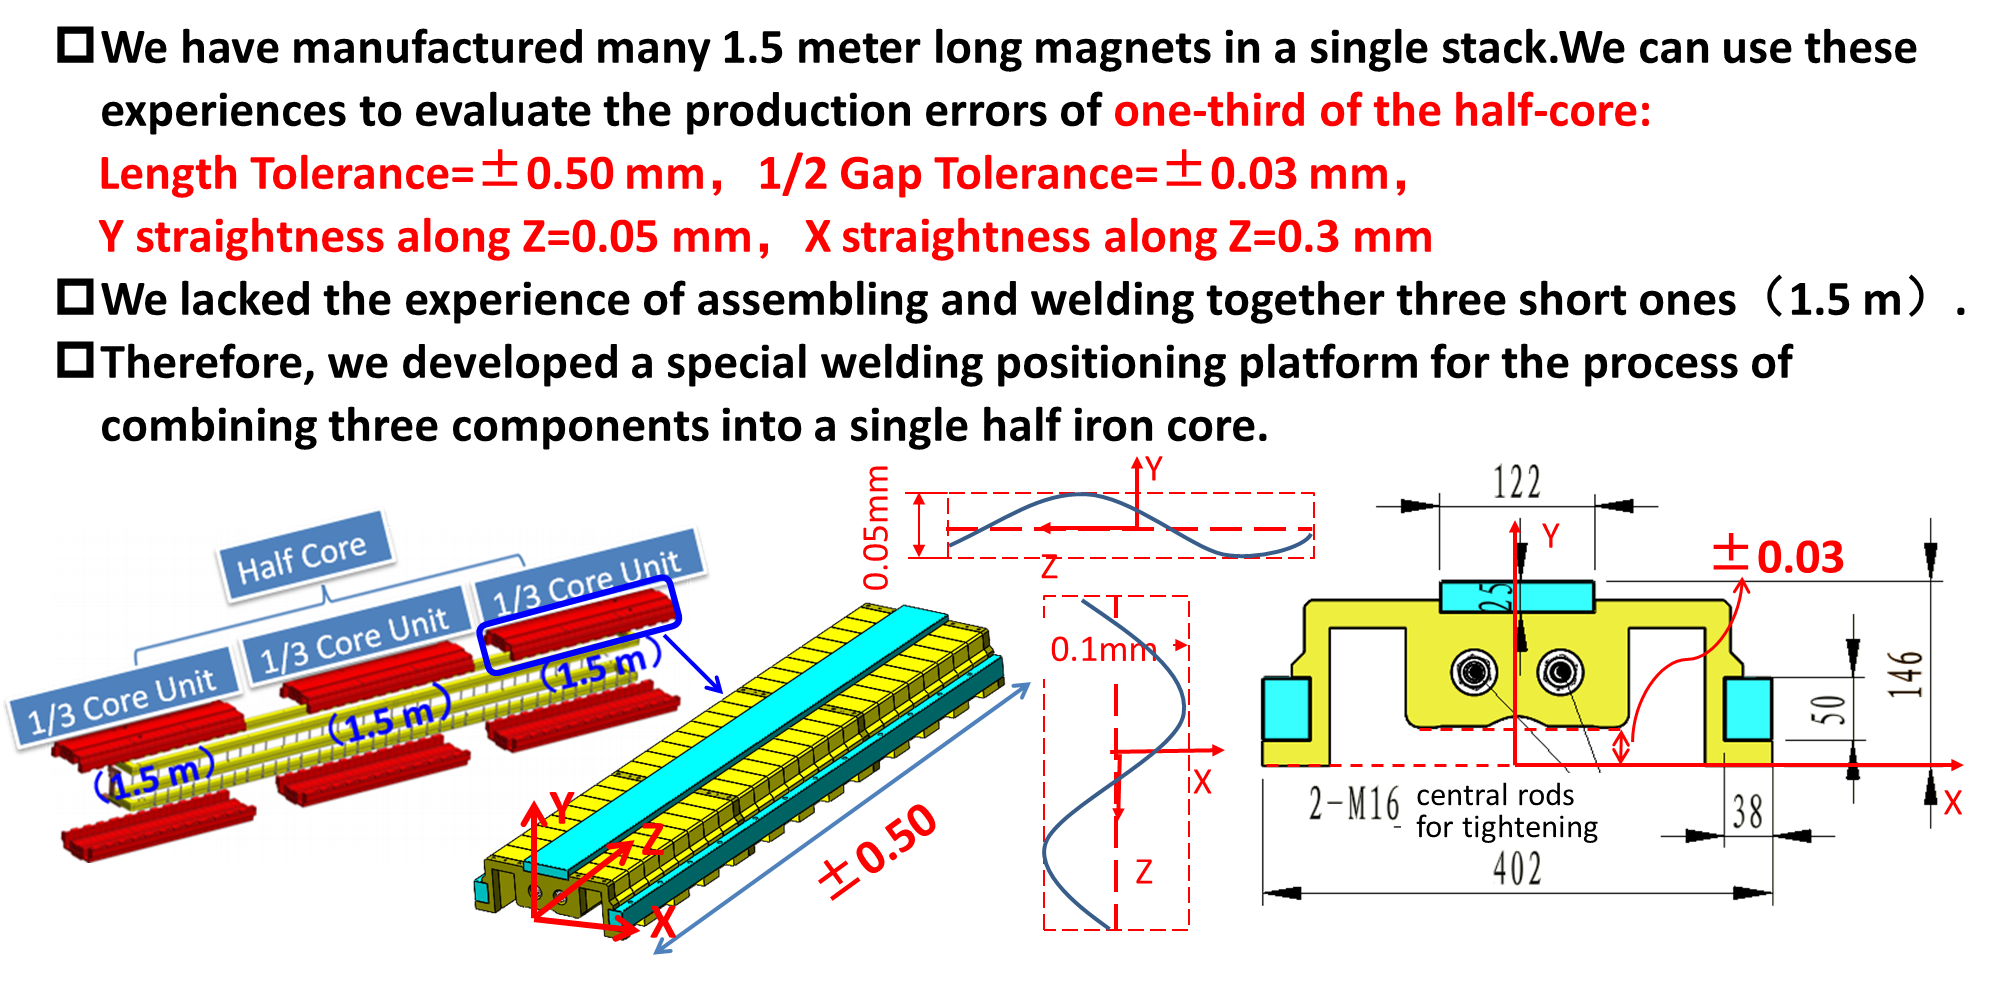 We have manufactured many 1.5 meter long magnets in a single stack.We can use these
experiences to evaluate the production errors of one-third of the half-core:
Length Tolerance=±0.50 mm，1/2 Gap Tolerance=±0.03 mm，
Y straightness along Z=0.05 mm，X straightness along Z=0.3 mm
We lacked the experience of assembling and welding together three short ones（1.5 m）.
Therefore, we developed a special welding positioning platform for the process of
combining three components into a single half iron core.
Half Core
1/3 Core Unit
1/3 Core Unit
1/3 Core Unit
(1.5 m)
(1.5 m)
(1.5 m)
Y
Z
X
±0.50
0.05mm
Y
Z
0.1mm
X
Z
122
Y
25
±0.03
146
50
38
X
2-M16
central rods
for tightening
402